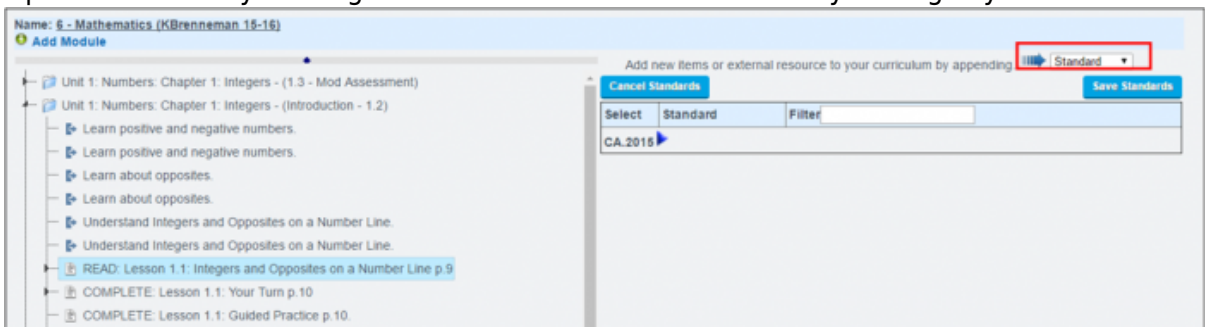 Name: 6 - Mathematics (KBrenneman 15-16)
Add Module
Unit 1: Numbers: Chapter 1: Integers - (1.3 - Mod Assessment)
Unit 1: Numbers: Chapter 1: Integers - (Introduction - 1.2)
Learn positive and negative numbers.
Learn positive and negative numbers.
Learn about opposites.
Learn about opposites.
Understand Integers and Opposites on a Number Line.
Understand Integers and Opposites on a Number Line.
READ: Lesson 1.1: Integers and Opposites on a Number Line p.9
COMPLETE: Lesson 1.1: Your Turn p.10
COMPLETE: Lesson 1.1: Guided Practice p.10.
Add new items or external resource to your curriculum by appending Standard
Cancel Standards Save Standards
Select Standard Filter
CA.2015